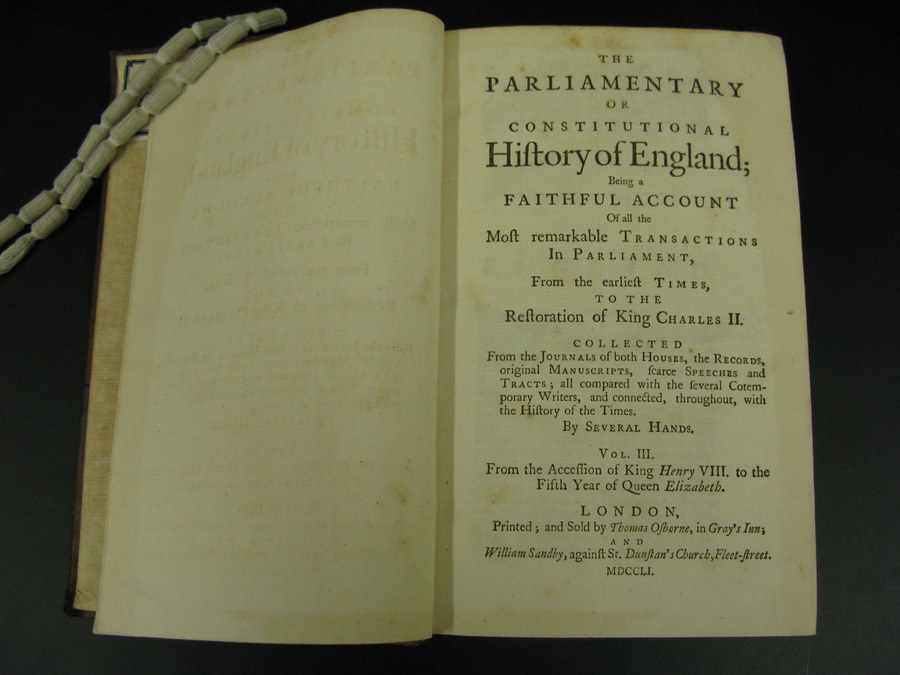 THE
PARLIAMENTARY
OR
CONSTITUTIONAL
Hiſtory of England;
Being a
FAITHFUL ACCOUNT
Of all the
Moſt remarkable TRANSACTIONS
In PARLIAMENT,
From the earlieſt TIMES,
TO THE
Reſtoration of King CHARLES II.
COLLECTED
From the JOURNALS of both HOUSES, the RECORDS,
original MANUSCRIPTS, ſcarce SPEECHES and
TRACTS; all compared with the ſeveral Cotem-
porary Writers, and connected, throughout, with
the Hiſtory of the Times.
By SEVERAL HANDS.
VOL. III.
From the Acceſſion of King Henry VIII. to the
Fifth Year of Queen Elizabeth.
LONDON,
Printed; and Sold by Thomas Oſborne, in Gray's Inn;
AND
William Sandby, againſt St. Dunſtan's Church, Fleet-ſtreet.
MDCCLI.